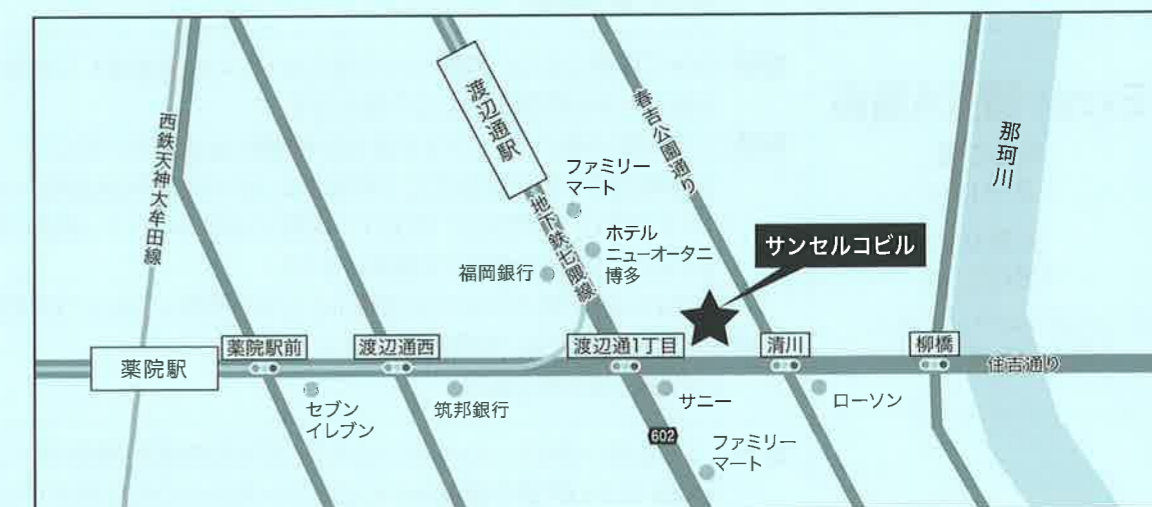 渡辺通駅
西鉄天神大牟田線
春吉公園通り
那珂川
ファミリー
マート
地下鉄七隈線
ホテル
ニューオータニ
博多
福岡銀行
サンセルコビル
薬院駅
薬院駅前
渡辺通西
渡辺通1丁目
清川
柳橋
住吉通り
セブン
イレブン
筑邦銀行
サニー
ローソン
602
ファミリー
マート